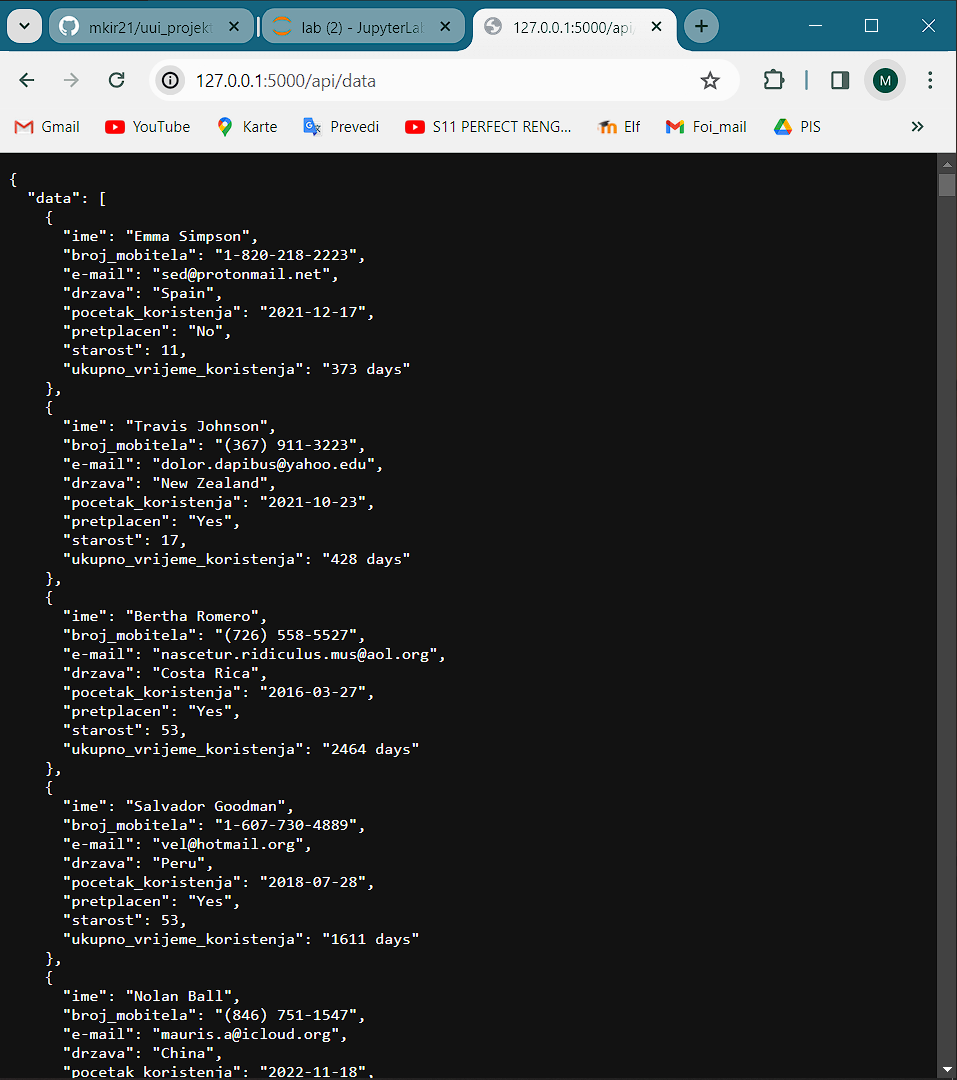 mkir21/uui_projekt
lab (2) - JupyterLab
127.0.0.1:5000/api/
127.0.0.1:5000/api/data
M
Gmail
YouTube
Karte
Prevedi
S11 PERFECT RENG...
Elf
Foi_mail
PIS
{
  "data": [
    {
      "ime": "Emma Simpson",
      "broj_mobitela": "1-820-218-2223",
      "e-mail": "sed@protonmail.net",
      "drzava": "Spain",
      "pocetak_koristenja": "2021-12-17",
      "pretplacen": "No",
      "starost": 11,
      "ukupno_vrijeme_koristenja": "373 days"
    },
    {
      "ime": "Travis Johnson",
      "broj_mobitela": "(367) 911-3223",
      "e-mail": "dolor.dapibus@yahoo.edu",
      "drzava": "New Zealand",
      "pocetak_koristenja": "2021-10-23",
      "pretplacen": "Yes",
      "starost": 17,
      "ukupno_vrijeme_koristenja": "428 days"
    },
    {
      "ime": "Bertha Romero",
      "broj_mobitela": "(726) 558-5527",
      "e-mail": "nascetur.ridiculus.mus@aol.org",
      "drzava": "Costa Rica",
      "pocetak_koristenja": "2016-03-27",
      "pretplacen": "Yes",
      "starost": 53,
      "ukupno_vrijeme_koristenja": "2464 days"
    },
    {
      "ime": "Salvador Goodman",
      "broj_mobitela": "1-607-730-4889",
      "e-mail": "vel@hotmail.org",
      "drzava": "Peru",
      "pocetak_koristenja": "2018-07-28",
      "pretplacen": "Yes",
      "starost": 53,
      "ukupno_vrijeme_koristenja": "1611 days"
    },
    {
      "ime": "Nolan Ball",
      "broj_mobitela": "(846) 751-1547",
      "e-mail": "mauris.a@icloud.org",
      "drzava": "China",
      "pocetak_koristenja": "2022-11-18",